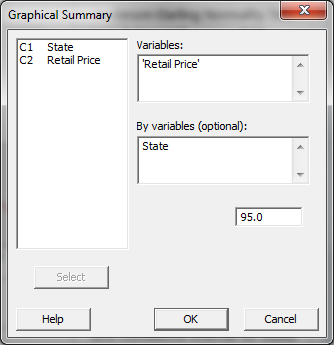 Graphical Summary
C1 State
C2 Retail Price
Variables:
'Retail Price'
By variables (optional):
State
95.0
Select
Help
OK
Cancel